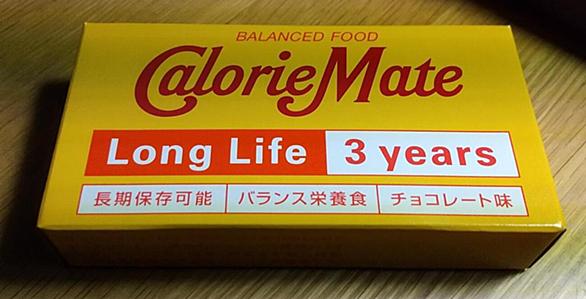 BALANCED FOOD
CalorieMate
Long Life 3 years
長期保存可能 バランス栄養食 チョコレート味